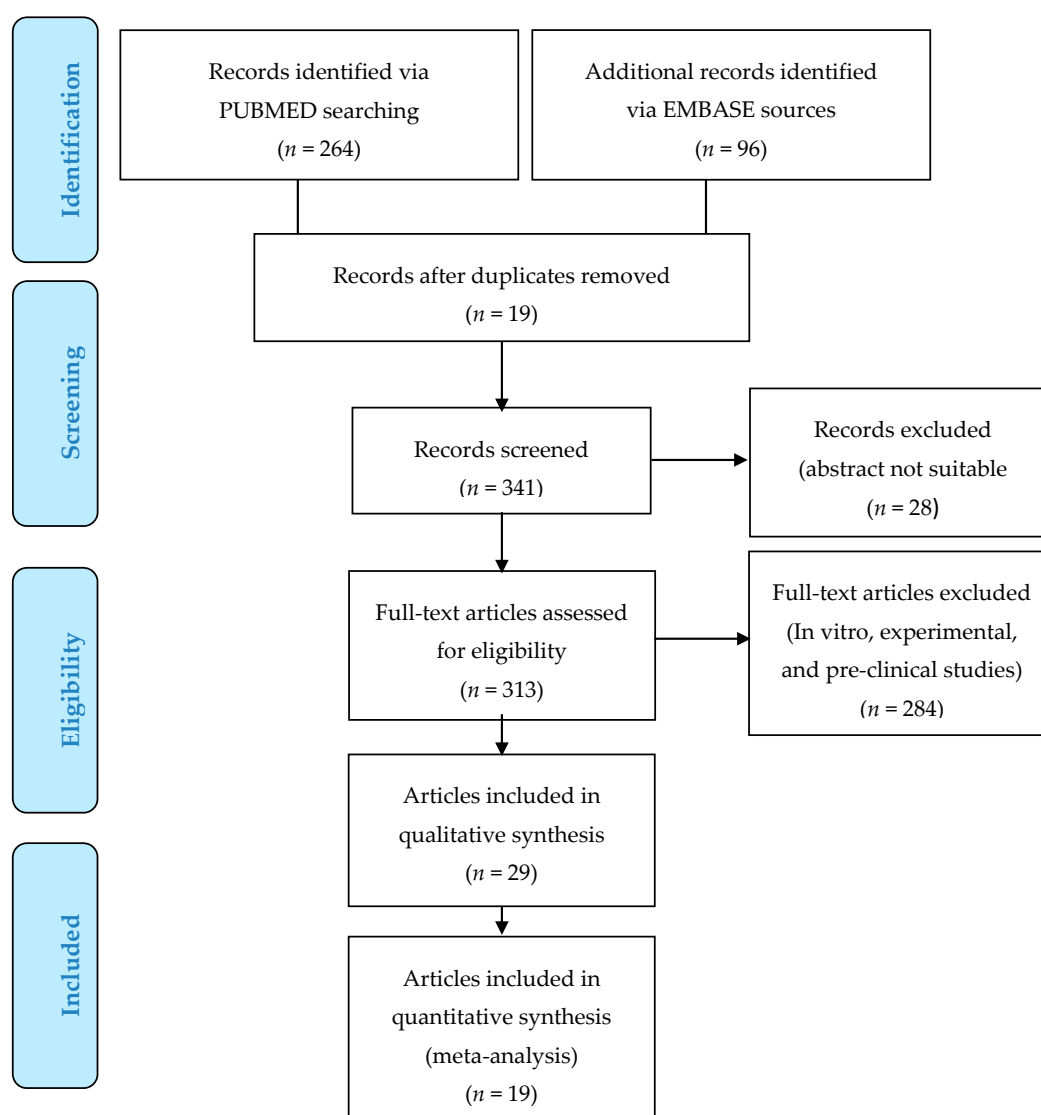 Identification
Records identified via
PUBMED searching
(n = 264)
Additional records identified
via EMBASE sources
(n = 96)
Records after duplicates removed
(n = 19)
Screening
Records screened
(n = 341)
Records excluded
(abstract not suitable
(n = 28)
Eligibility
Full-text articles assessed
for eligibility
(n = 313)
Full-text articles excluded
(In vitro, experimental,
and pre-clinical studies)
(n = 284)
Articles included in
qualitative synthesis
(n = 29)
Included
Articles included in
quantitative synthesis
(meta-analysis)
(n = 19)